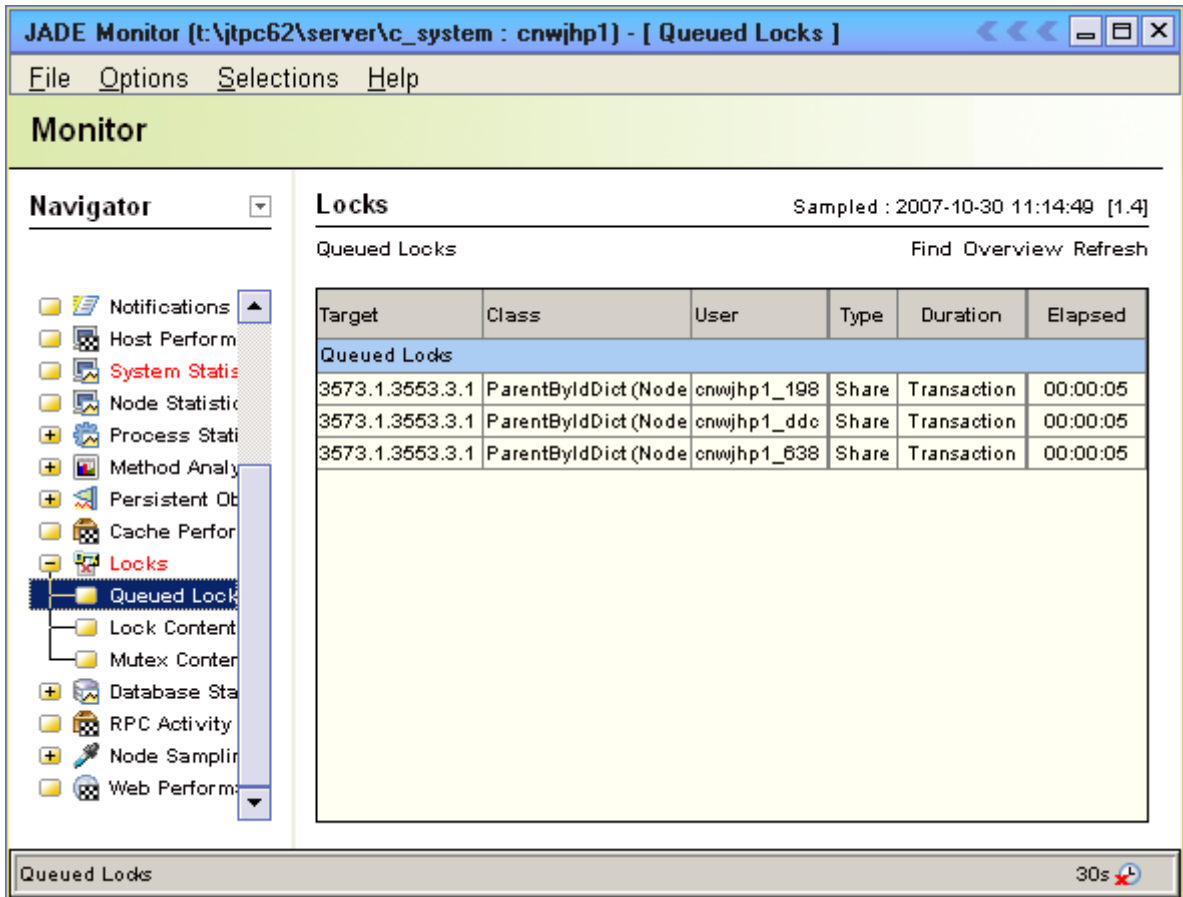 JADE Monitor (t:\jtpc62\server\c_system : cnwjhp1) - [ Queued Locks ]
File Options Selections Help
Monitor
Navigator
Locks
Sampled : 2007-10-30 11:14:49 [1.4]
Queued Locks
Find Overview Refresh
Notifications
Host Perform
System Statis
Node Statistic
Process Stati
Method Analy
Persistent Ob
Cache Perfor
Locks
Queued Lock
Lock Content
Mutex Conten
Database Sta
RPC Activity
Node Samplin
Web Performa
Target Class User Type Duration Elapsed
Queued Locks
3573.1.3553.3.1 ParentByIdDict (Node cnwjhp1_198 Share Transaction 00:00:05
3573.1.3553.3.1 ParentByIdDict (Node cnwjhp1_ddc Share Transaction 00:00:05
3573.1.3553.3.1 ParentByIdDict (Node cnwjhp1_638 Share Transaction 00:00:05
Queued Locks
30s